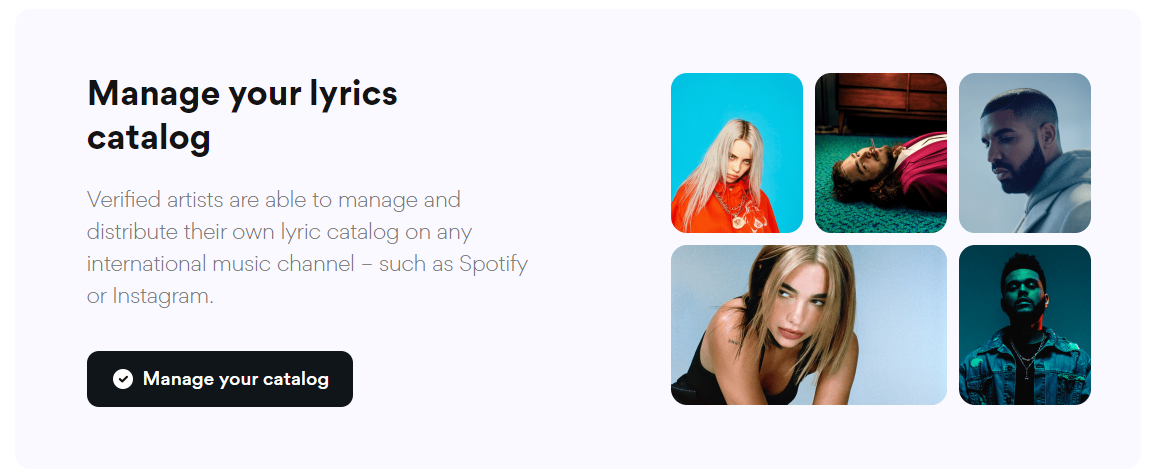 Manage your lyrics
catalog
Verified artists are able to manage and
distribute their own lyric catalog on any
international music channel – such as Spotify
or Instagram.
Manage your catalog